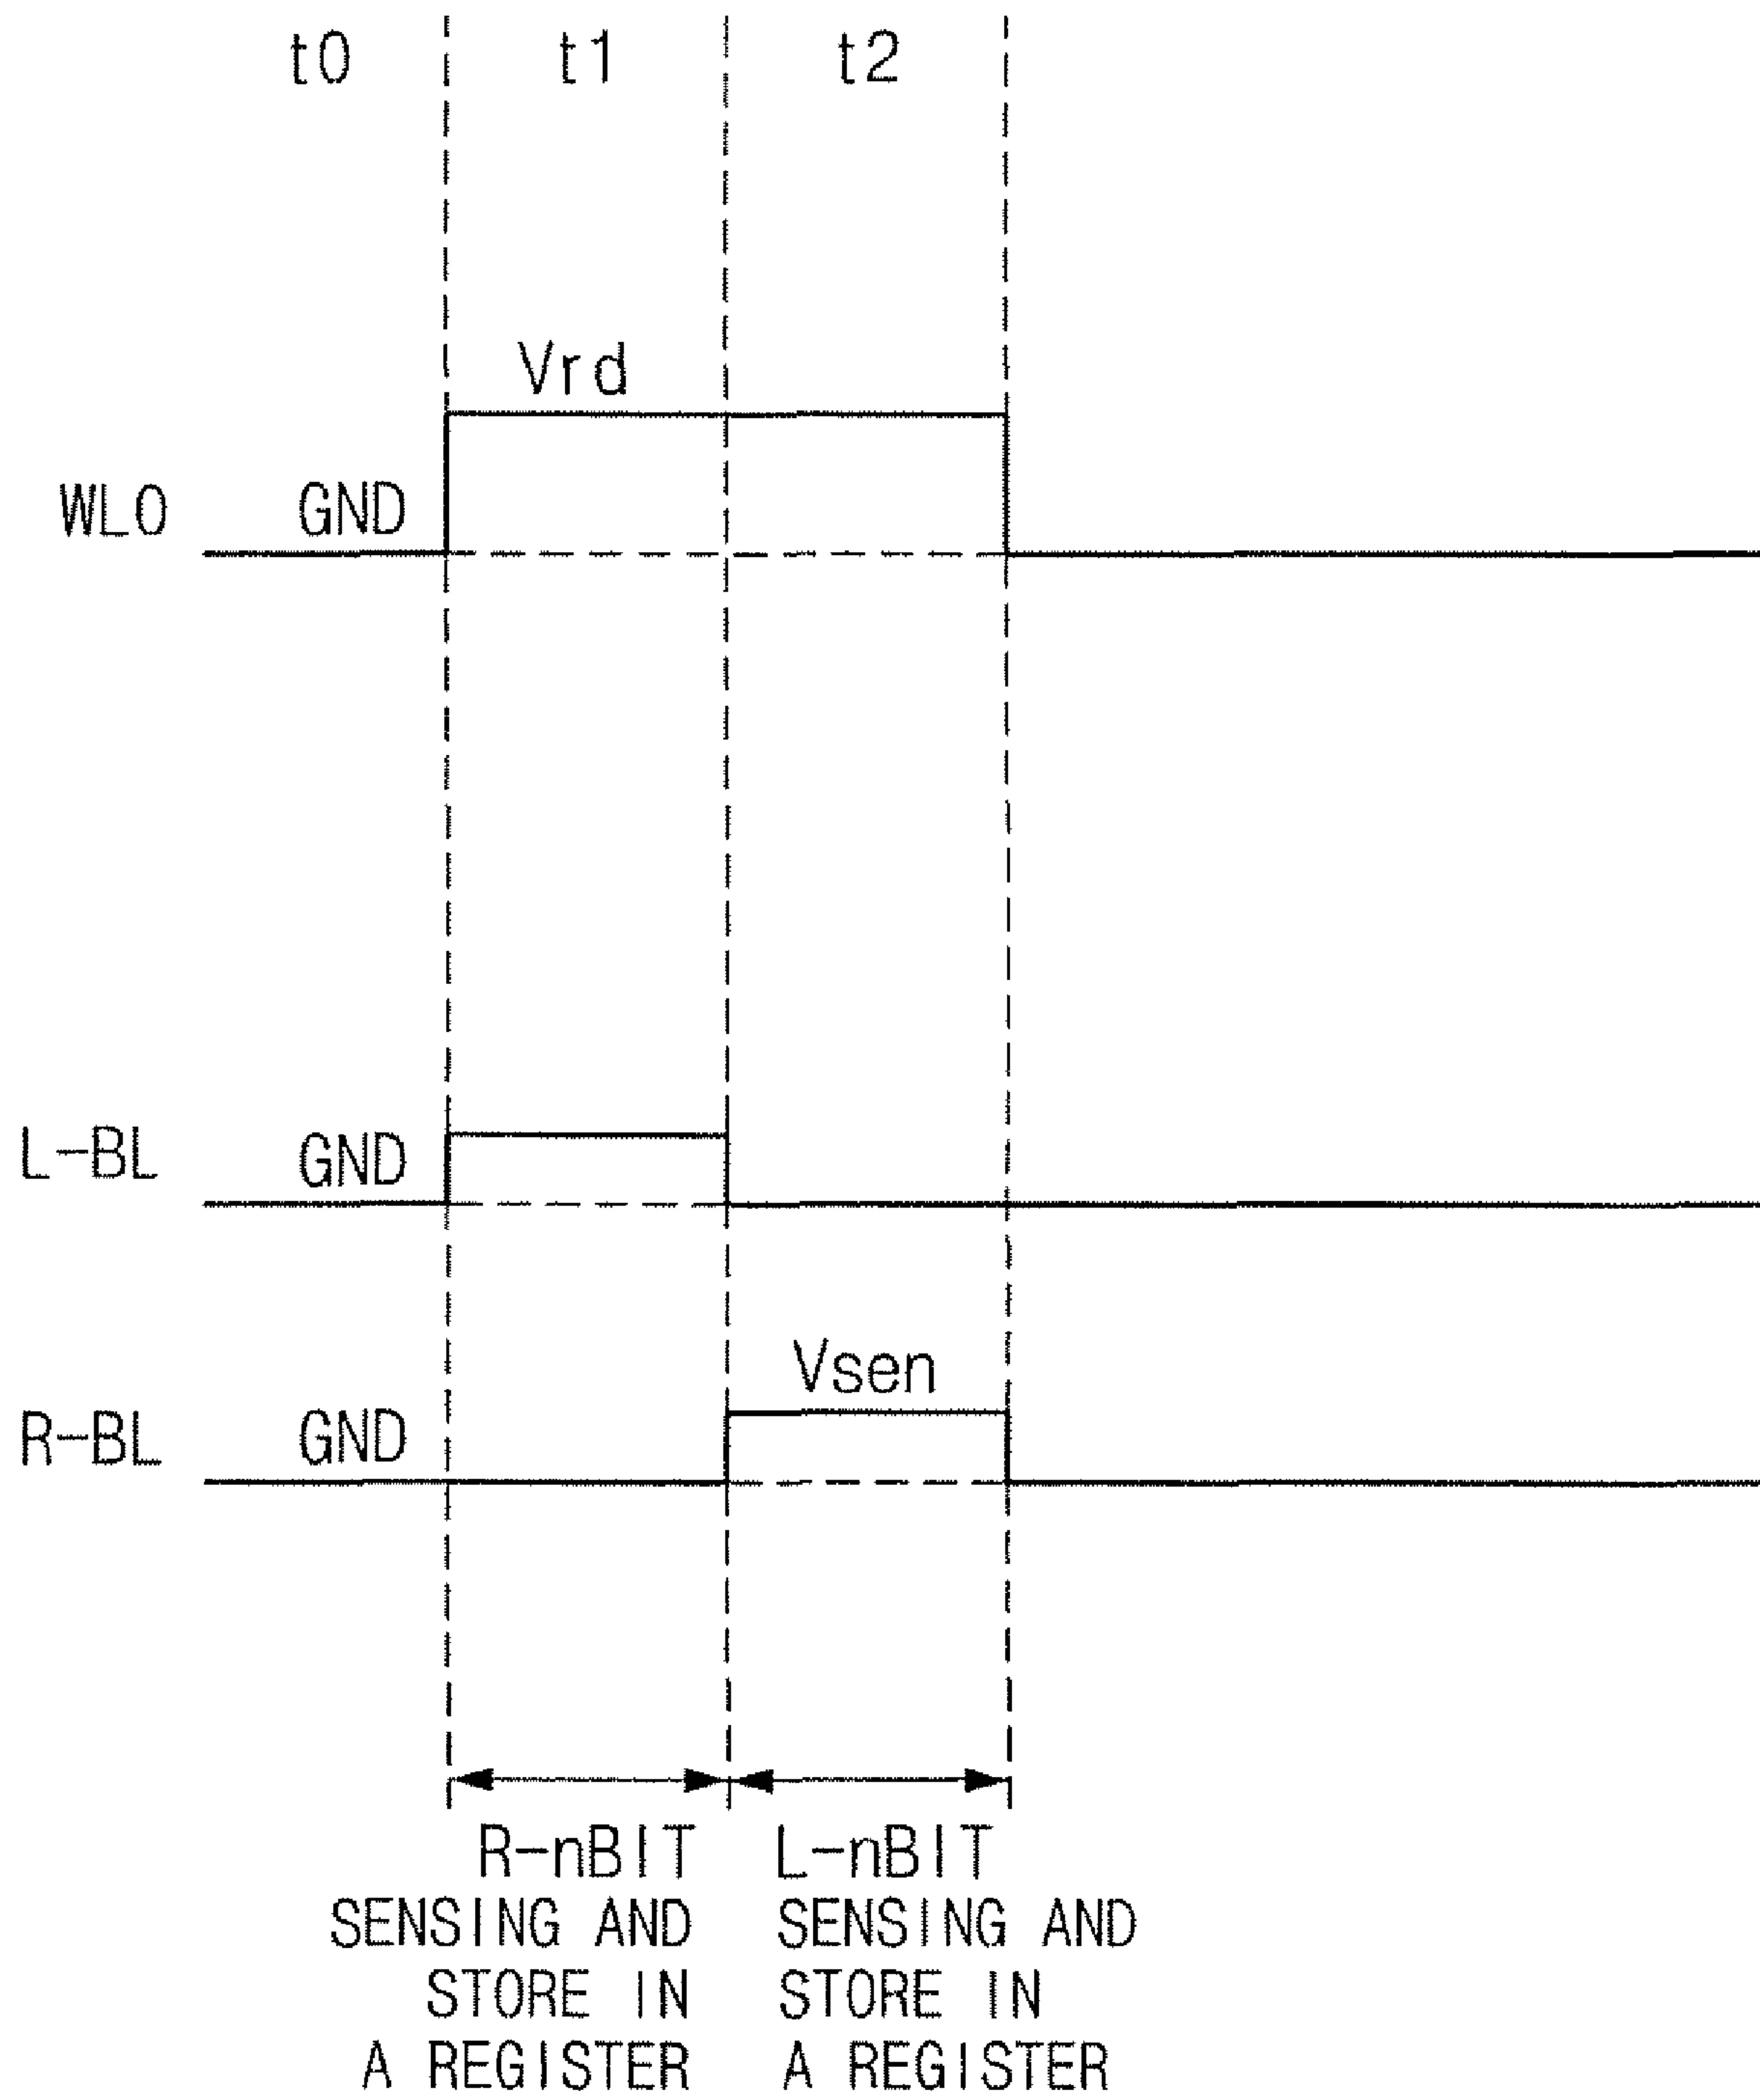 t0 t1 t2
Vrd
WL0 GND
L-BL GND
Vsen
R-BL GND
R-nBIT L-nBIT
SENSING AND SENSING AND
STORE IN STORE IN
A REGISTER A REGISTER